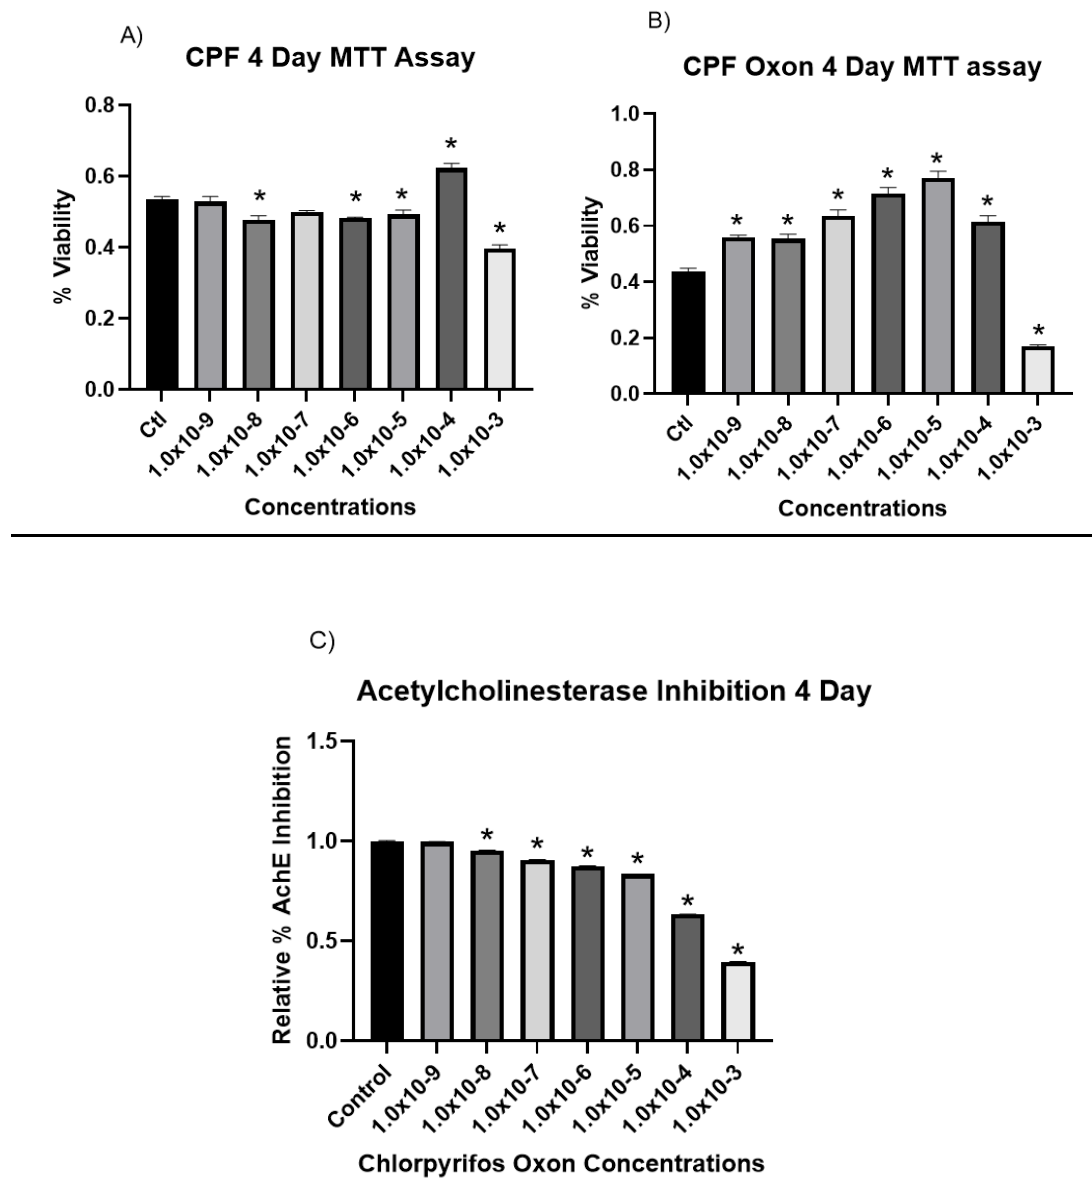 A)
CPF 4 Day MTT Assay
% Viability
0.8
0.6
0.4
0.2
0.0
* * * * *
Ctl
1.0x10-9
1.0x10-8
1.0x10-7
1.0x10-6
1.0x10-5
1.0x10-4
1.0x10-3
Concentrations
B)
CPF Oxon 4 Day MTT assay
% Viability
1.0
0.8
0.6
0.4
0.2
0.0
* * * * * * *
Ctl
1.0x10-9
1.0x10-8
1.0x10-7
1.0x10-6
1.0x10-5
1.0x10-4
1.0x10-3
Concentrations
C)
Acetylcholinesterase Inhibition 4 Day
Relative % AchE Inhibition
1.5
1.0
0.5
0.0
* * * * * *
Control
1.0x10-9
1.0x10-8
1.0x10-7
1.0x10-6
1.0x10-5
1.0x10-4
1.0x10-3
Chlorpyrifos Oxon Concentrations